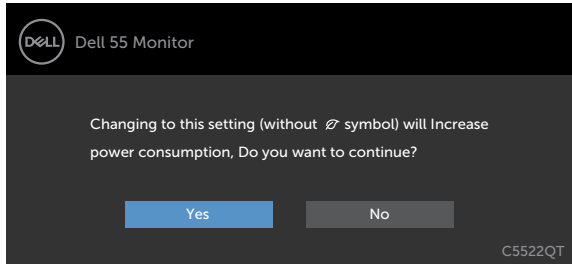 DELL
Dell 55 Monitor
Changing to this setting (without symbol) will Increase
power consumption, Do you want to continue?
Yes
No
C5522QT